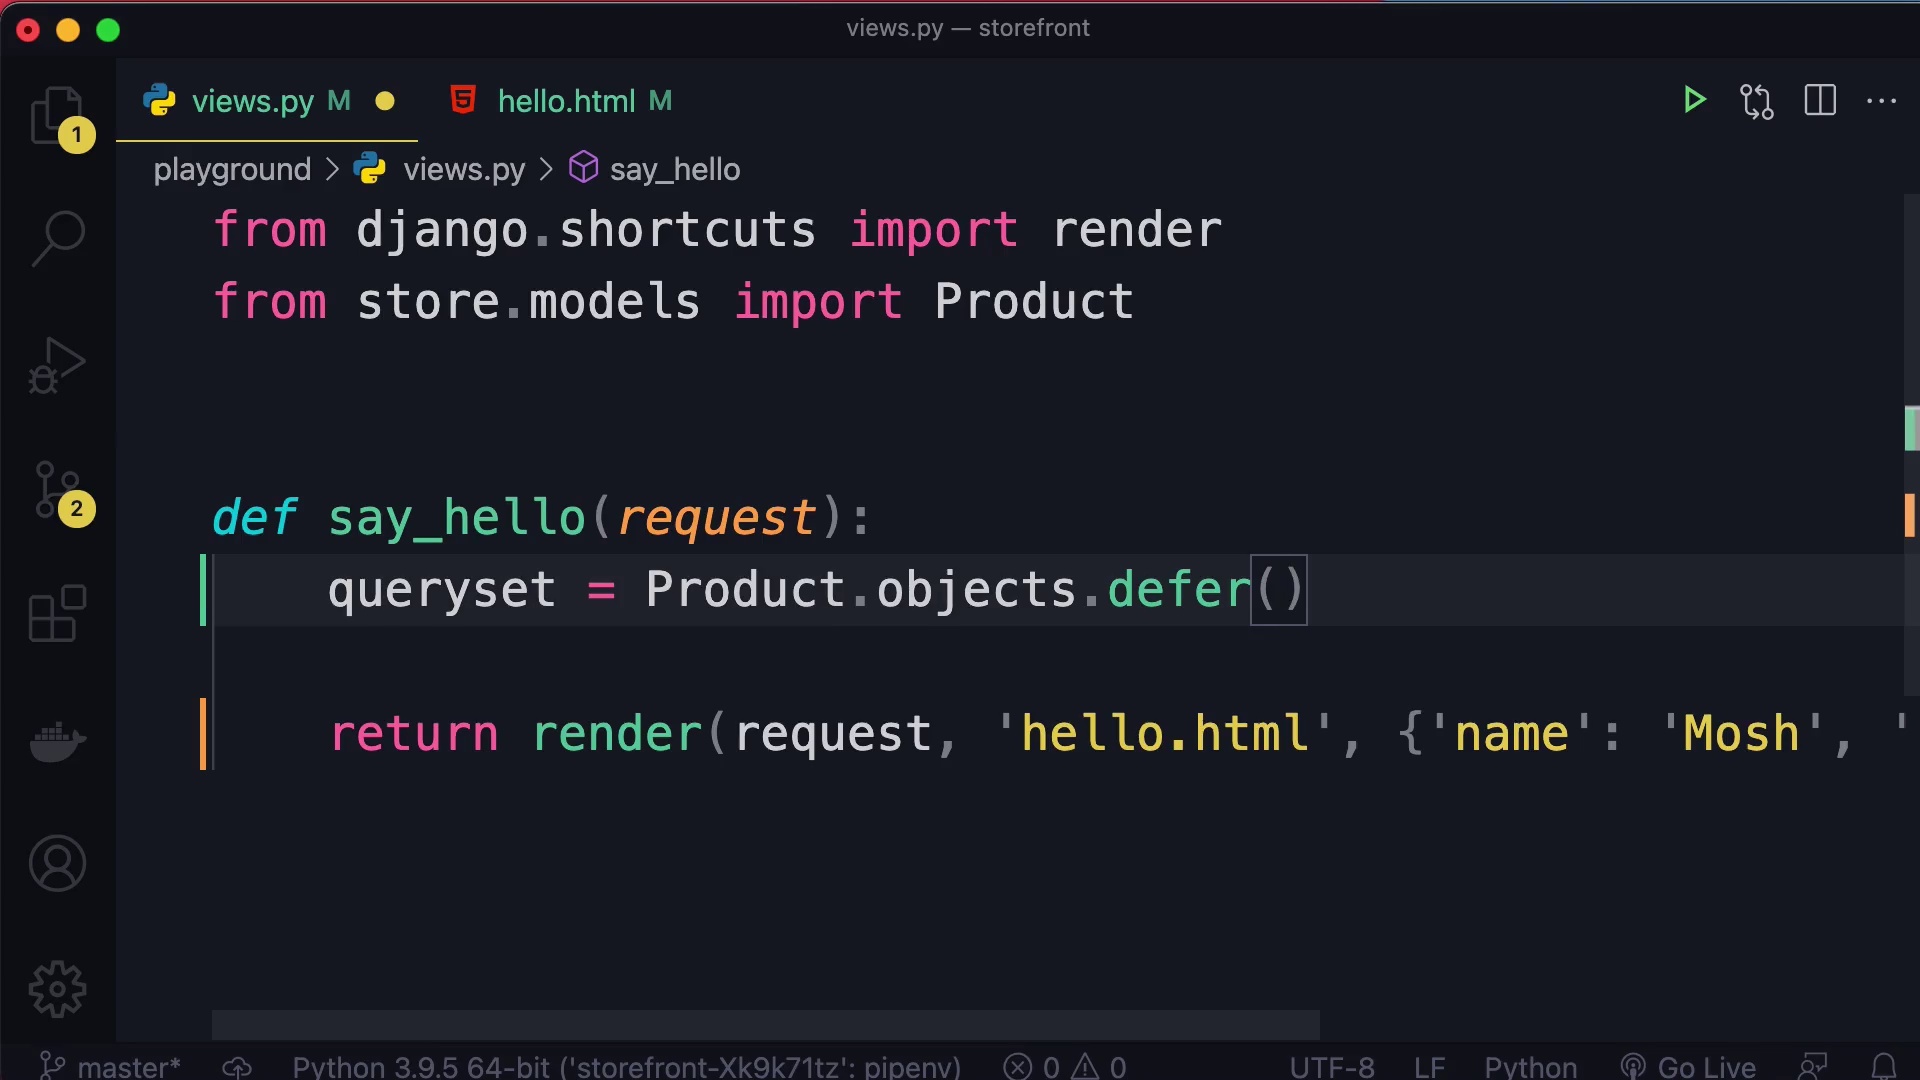 views.py — storefront
views.py M hello.html M
1
playground > views.py > say_hello
from django.shortcuts import render
from store.models import Product
def say_hello(request):
2
queryset = Product.objects.defer()
return render(request, 'hello.html', {'name': 'Mosh', '
master* Python 3.9.5 64-bit ('storefront-Xk9k71tz': pipenv) 0 0 UTF-8 LF Python Go Live